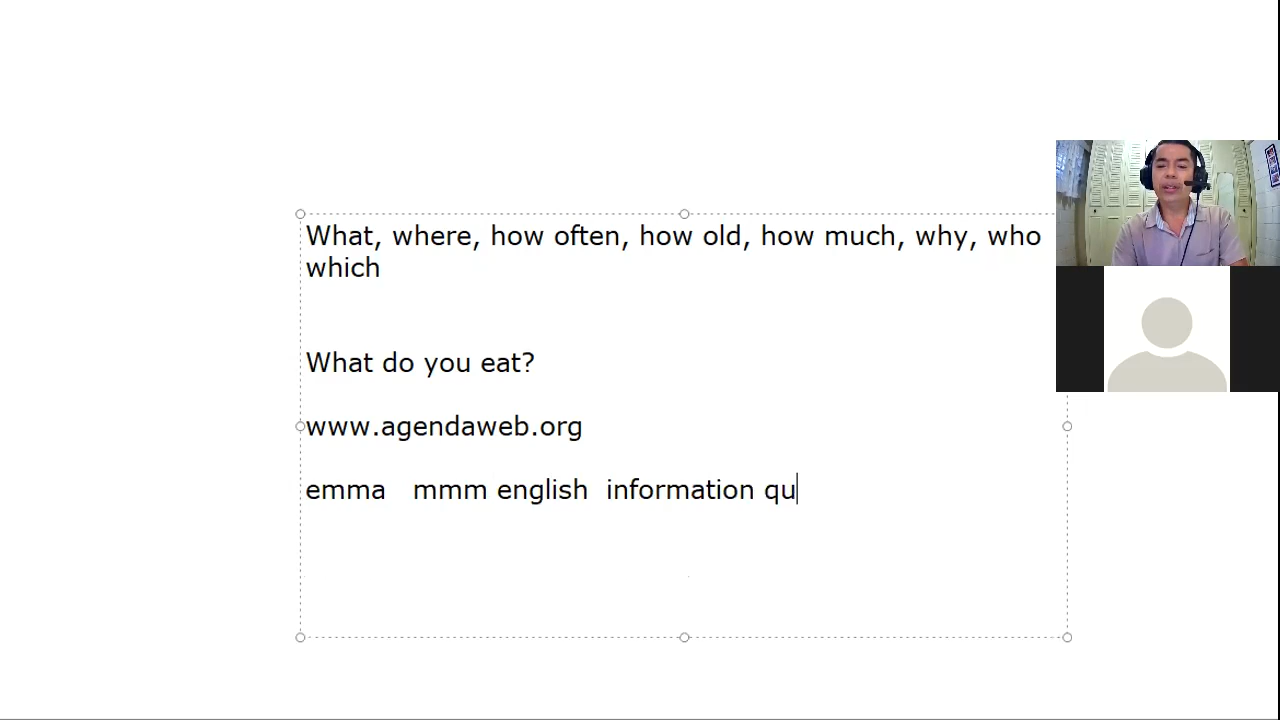 What, where, how often, how old, how much, why, who
which
What do you eat?
www.agendaweb.org
emma mmm english information qu